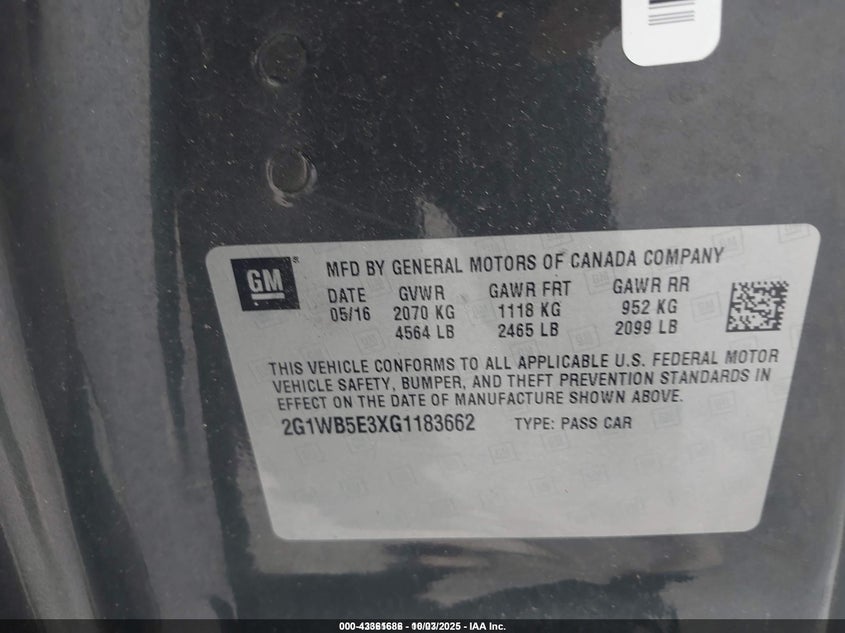 GM
MFD BY GENERAL MOTORS OF CANADA COMPANY
DATE GVWR GAWR FRT GAWR RR
05/16 2070 KG 1118 KG 952 KG
4564 LB 2465 LB 2099 LB
THIS VEHICLE CONFORMS TO ALL APPLICABLE U.S. FEDERAL MOTOR
VEHICLE SAFETY, BUMPER, AND THEFT PREVENTION STANDARDS IN
EFFECT ON THE DATE OF MANUFACTURE SHOWN ABOVE.
2G1WB5E3XG1183662 TYPE: PASS CAR
- IAA Inc.